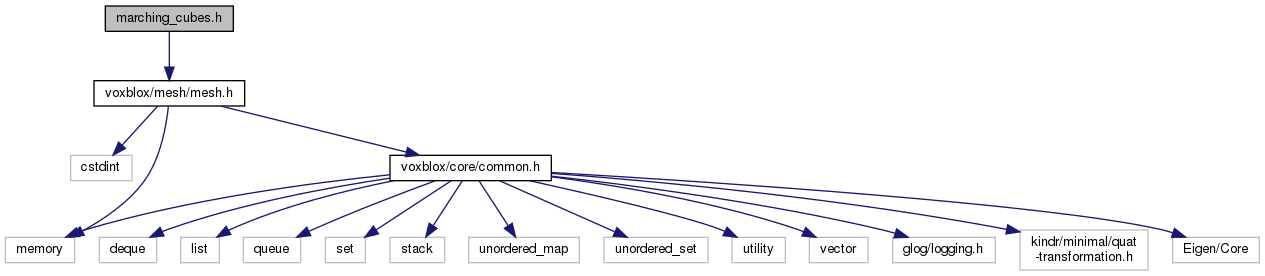 marching_cubes.h
voxblox/mesh/mesh.h
cstdint
voxblox/core/common.h
memory
deque
list
queue
set
stack
unordered_map
unordered_set
utility
vector
glog/logging.h
kindr/minimal/quat
-transformation.h
Eigen/Core